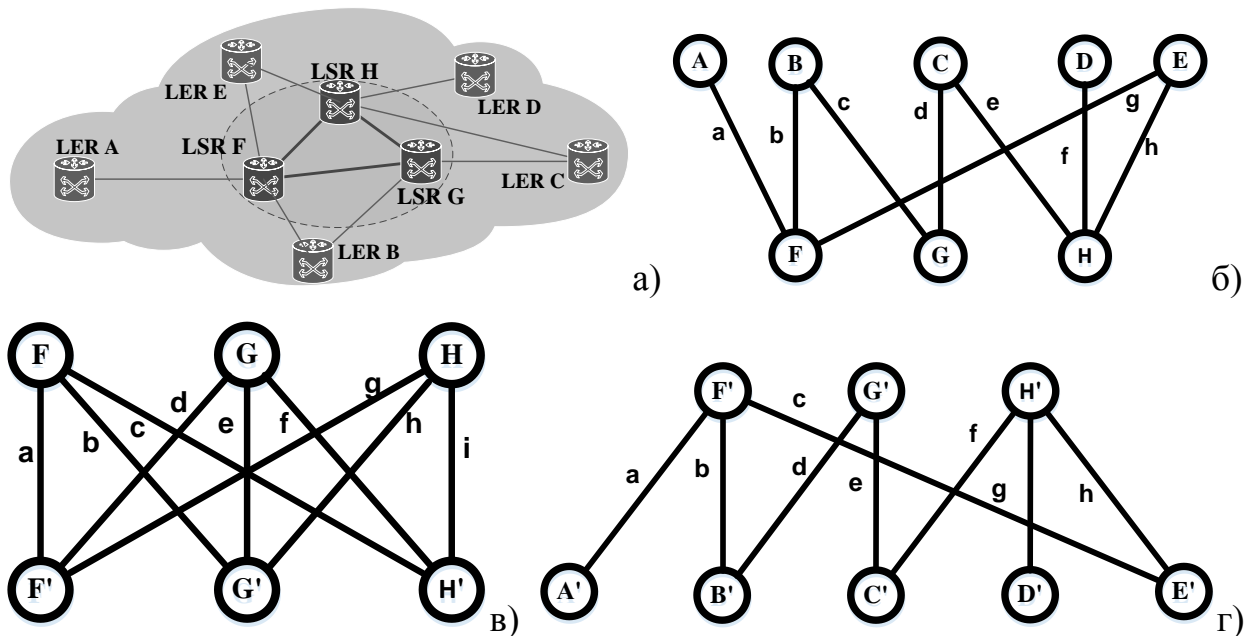 LER E
LSR H
LER D
LER A
LSR F
LSR G
LER C
LER B
а)
A B C D E
a b c d e f g h
F G H
б)
F G H
a b c d e f g h i
F' G' H'
в)
F' G' H'
a b c d e f g h
A' B' C' D' E'
г)